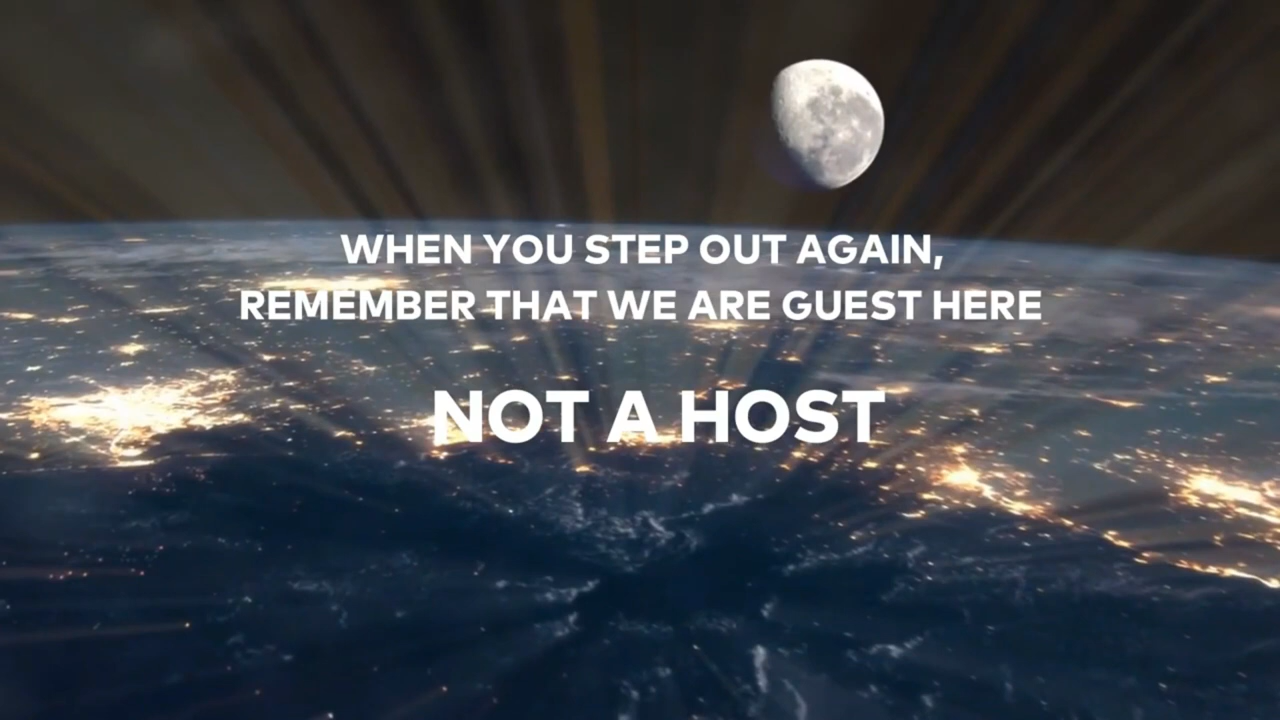 WHEN YOU STEP OUT AGAIN,
REMEMBER THAT WE ARE GUEST HERE
NOT A HOST